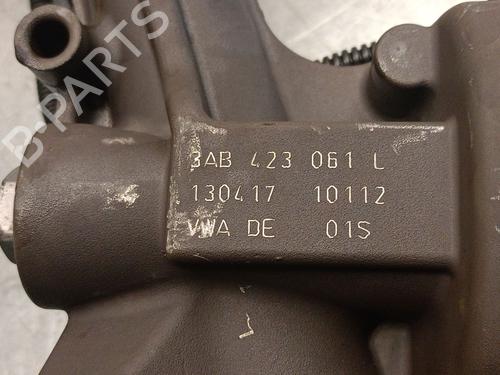 3AB 423 061 L
130417 10112
VWA DE 01S
B-PARTS